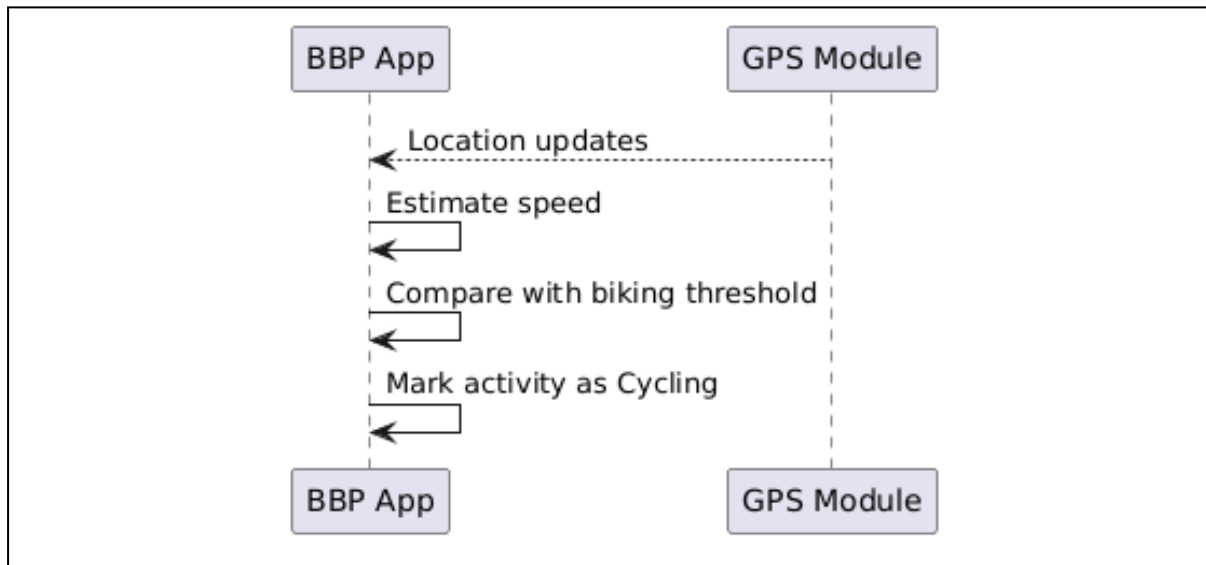 BBP App
GPS Module
Location updates
Estimate speed
Compare with biking threshold
Mark activity as Cycling
BBP App
GPS Module